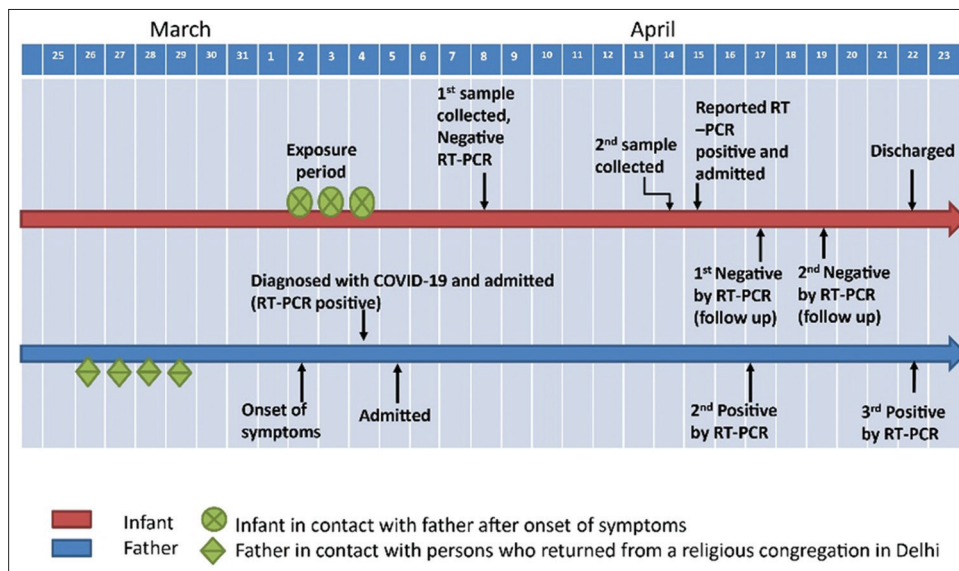 March April
25 26 27 28 29 30 31 1 2 3 4 5 6 7 8 9 10 11 12 13 14 15 16 17 18 19 20 21 22 23
1st sample
collected,
Negative
RT-PCR
Exposure
period
2nd sample
collected
Reported RT
–PCR
positive and
admitted
Discharged
1st Negative
by RT-PCR
(follow up)
2nd Negative
by RT-PCR
(follow up)
Diagnosed with COVID-19 and admitted
(RT-PCR positive)
Onset of
symptoms
Admitted
2nd Positive
by RT-PCR
3rd Positive
by RT-PCR
Infant
Infant in contact with father after onset of symptoms
Father
Father in contact with persons who returned from a religious congregation in Delhi